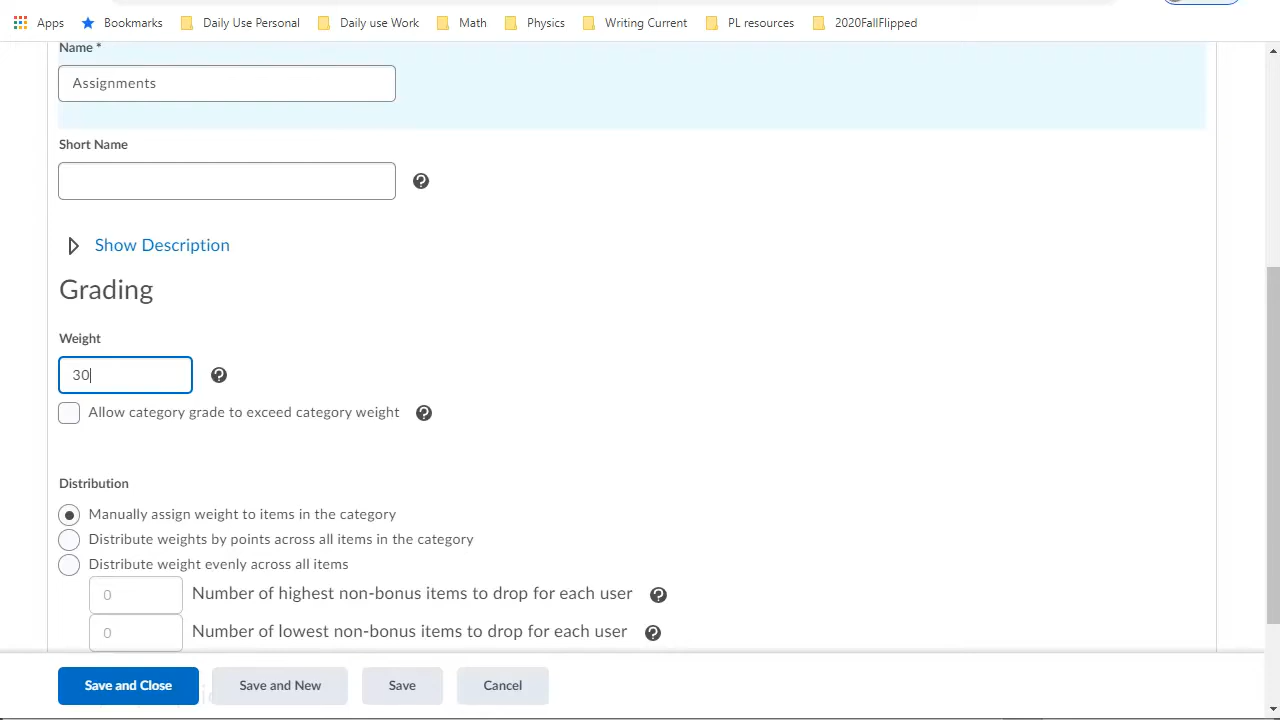 Apps Bookmarks Daily Use Personal Daily use Work Math Physics Writing Current PL resources 2020FallFlipped
Name *
Assignments
Short Name
Show Description
Grading
Weight
30
Allow category grade to exceed category weight
Distribution
Manually assign weight to items in the category
Distribute weights by points across all items in the category
Distribute weight evenly across all items
0 Number of highest non-bonus items to drop for each user
0 Number of lowest non-bonus items to drop for each user
Save and Close Save and New Save Cancel